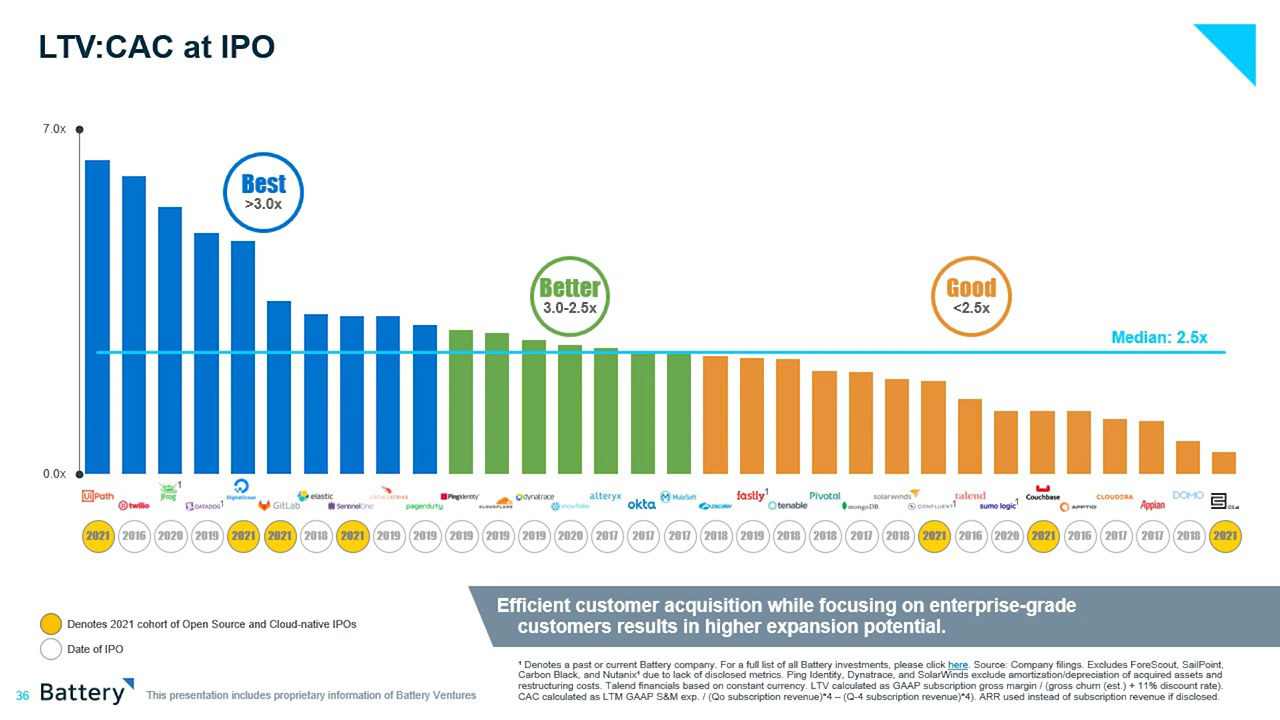 LTV:CAC at IPO
7.0x
Best
>3.0x
Better
3.0-2.5x
Good
<2.5x
Median: 2.5x
0.0x
UiPath
twilio
JFrog 1
DATADOG 1
DigitalOcean
GitLab
elastic
SentinelOne
CROWDSTRIKE
pagerduty
PingIdentity
CLOUDFLARE
dynatrace
snowflake
alteryx
okta
MuleSoft
zscaler
fastly 1
tenable
Pivotal
mongoDB
solarwinds
CONFLUENT 1
talend
sumo logic 1
Couchbase
APPTIO
CLOUDERA
Appian
DOMO
C3.ai
2021 2016 2020 2019 2021 2021 2018 2021 2019 2019 2019 2019 2019 2020 2017 2017 2017 2018 2019 2018 2018 2017 2018 2021 2016 2020 2021 2016 2017 2017 2018 2021
Efficient customer acquisition while focusing on enterprise-grade
customers results in higher expansion potential.
Denotes 2021 cohort of Open Source and Cloud-native IPOs
Date of IPO
¹ Denotes a past or current Battery company. For a full list of all Battery investments, please click here. Source: Company filings. Excludes ForeScout, SailPoint,
Carbon Black, and Nutanix¹ due to lack of disclosed metrics. Ping Identity, Dynatrace, and SolarWinds exclude amortization/depreciation of acquired assets and
restructuring costs. Talend financials based on constant currency. LTV calculated as GAAP subscription gross margin / (gross churn (est.) + 11% discount rate).
CAC calculated as LTM GAAP S&M exp. / (Qo subscription revenue)*4 – (Q-4 subscription revenue)*4). ARR used instead of subscription revenue if disclosed.
36 Battery This presentation includes proprietary information of Battery Ventures